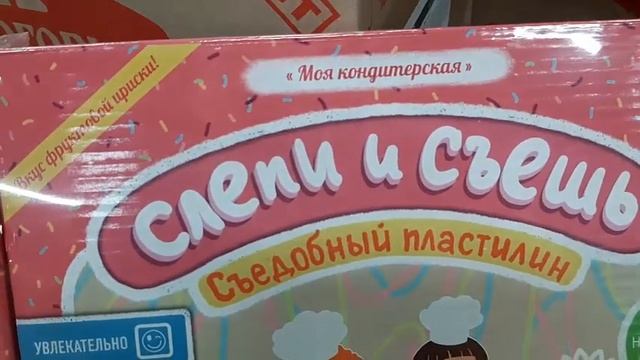 « Моя кондитерская »
Вкус фруктовой ириски!
Слепи и съешь
Съедобный пластилин
УВЛЕКАТЕЛЬНО